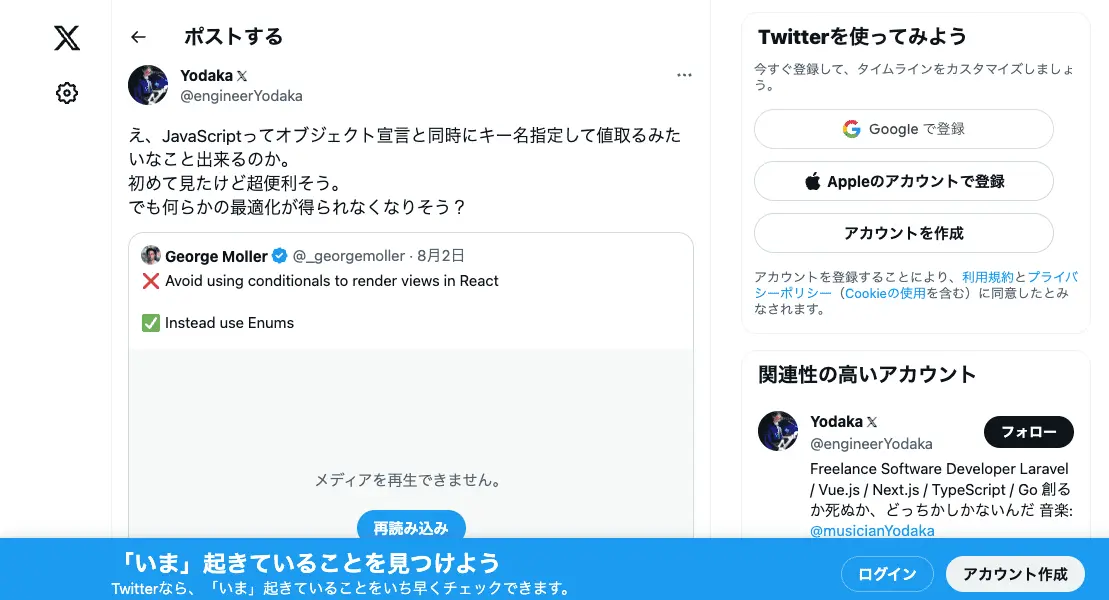 ポストする
Yodaka 𝕏
@engineerYodaka
え、JavaScriptってオブジェクト宣言と同時にキー名指定して値取るみた
いなこと出来るのか。
初めて見たけど超便利そう。
でも何らかの最適化が得られなくなりそう？
George Moller @_georgemoller · 8月2日
❌ Avoid using conditionals to render views in React
✅ Instead use Enums
メディアを再生できません。
再読み込み
Twitterを使ってみよう
今すぐ登録して、タイムラインをカスタマイズしましょ
う。
Google で登録
Appleのアカウントで登録
アカウントを作成
アカウントを登録することにより、利用規約とプライバ
シーポリシー（Cookieの使用を含む）に同意したとみ
なされます。
関連性の高いアカウント
Yodaka 𝕏
@engineerYodaka
フォロー
Freelance Software Developer Laravel
/ Vue.js / Next.js / TypeScript / Go 創る
か死ぬか、どっちかしかないんだ 音楽:
@musicianYodaka
「いま」起きていることを見つけよう
Twitterなら、「いま」起きていることをいち早くチェックできます。
ログイン
アカウント作成